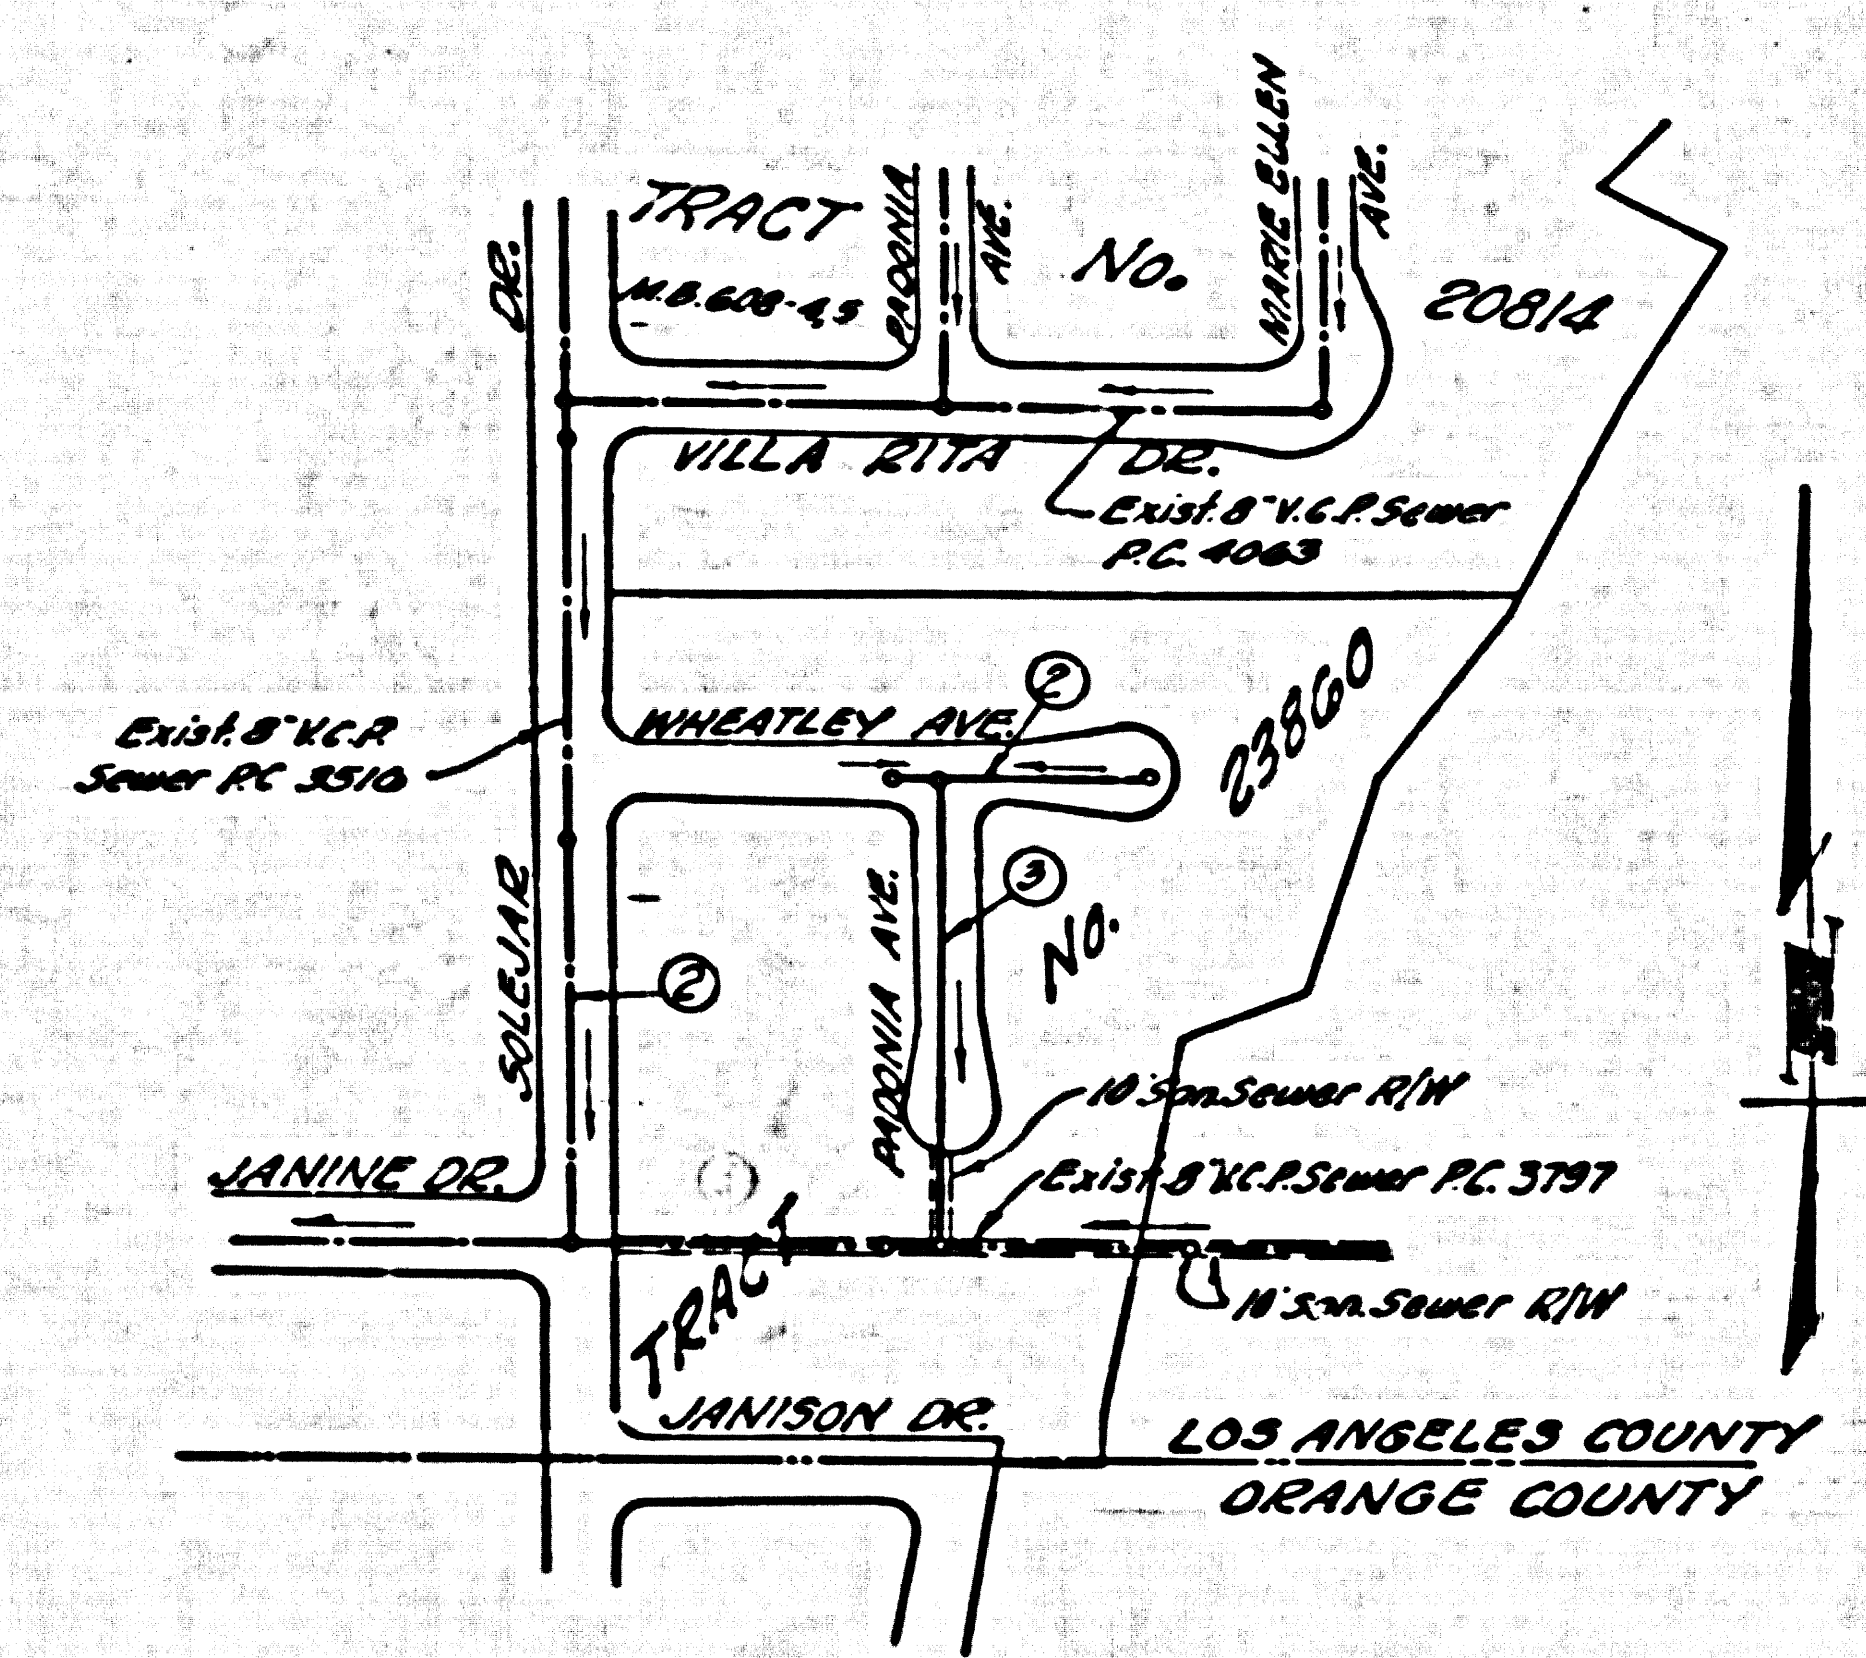 TRACT No. 20814
M.B. 608-4,5
DR.
PADONIA AVE.
MARIE ELLEN AVE.
VILLA RITA DR.
Exist. 8" V.C.P. Sewer
P.C. 4063
2
WHEATLEY AVE.
Exist. 8" V.C.P.
Sewer P.C. 3510
3
2
SOLEJAR
PADONIA AVE.
TRACT No. 23860
10' San. Sewer R/W
JANINE DR.
Exist. 8" V.C.P. Sewer P.C. 3797
10' San. Sewer R/W
JANISON DR.
LOS ANGELES COUNTY
ORANGE COUNTY